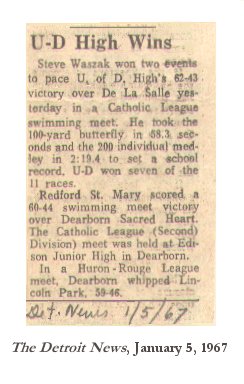 U-D High Wins
Steve Waszak won two events
to pace U. of D. High's 62-43
victory over De La Salle yes-
terday in a Catholic League
swimming meet. He took the
100-yard butterfly in 58.3 sec-
onds and the 200 individual med-
ley in 2:19.4 to set a school
record. U-D won seven of the
11 races.
Redford St. Mary scored a
60-44 swimming meet victory
over Dearborn Sacred Heart.
The Catholic League (Second)
Division) meet was held at Edi-
son Junior High in Dearborn.
In a Huron-Rouge League
meet, Dearborn whipped Lin-
coln Park, 59-46.
Det. News 1/5/67
The Detroit News, January 5, 1967